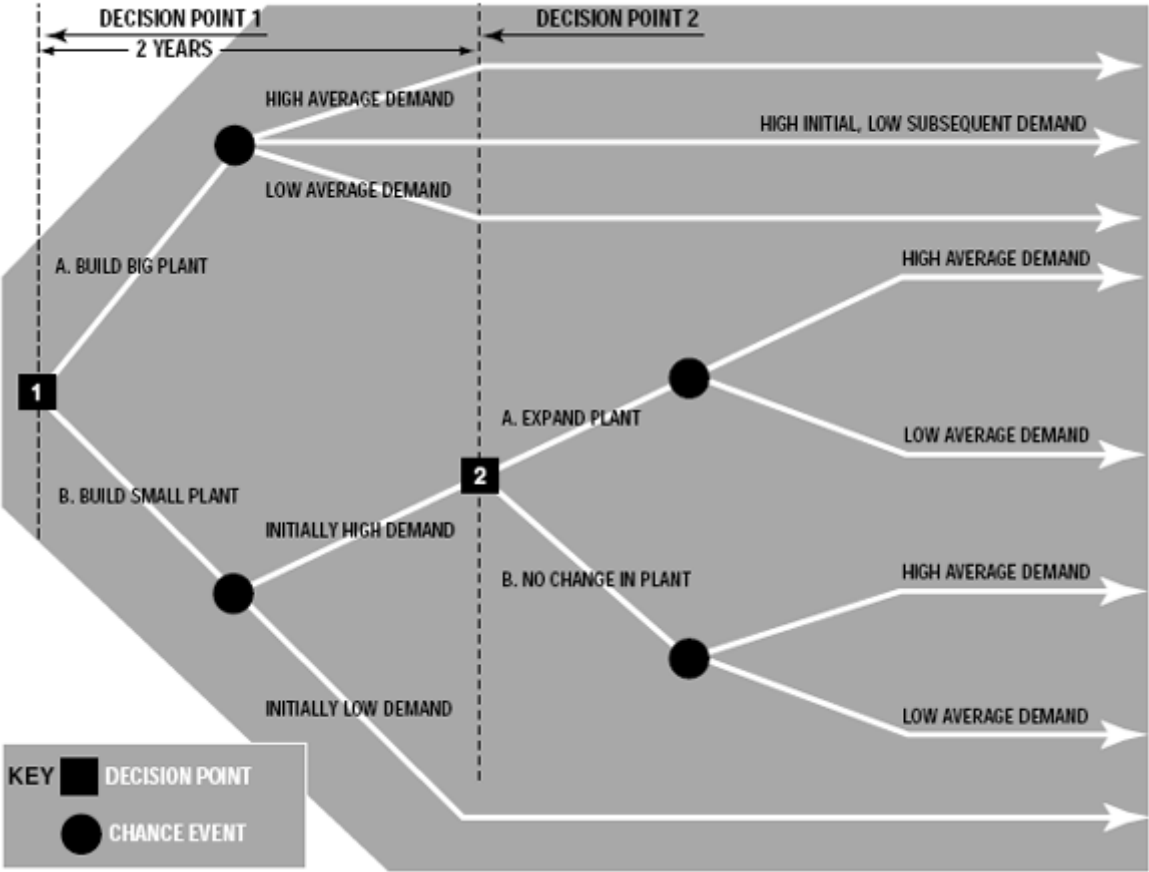 DECISION POINT 1
DECISION POINT 2
2 YEARS
HIGH AVERAGE DEMAND
HIGH INITIAL, LOW SUBSEQUENT DEMAND
LOW AVERAGE DEMAND
A. BUILD BIG PLANT
HIGH AVERAGE DEMAND
1
A. EXPAND PLANT
LOW AVERAGE DEMAND
2
B. BUILD SMALL PLANT
INITIALLY HIGH DEMAND
B. NO CHANGE IN PLANT
HIGH AVERAGE DEMAND
INITIALLY LOW DEMAND
LOW AVERAGE DEMAND
KEY DECISION POINT
CHANCE EVENT